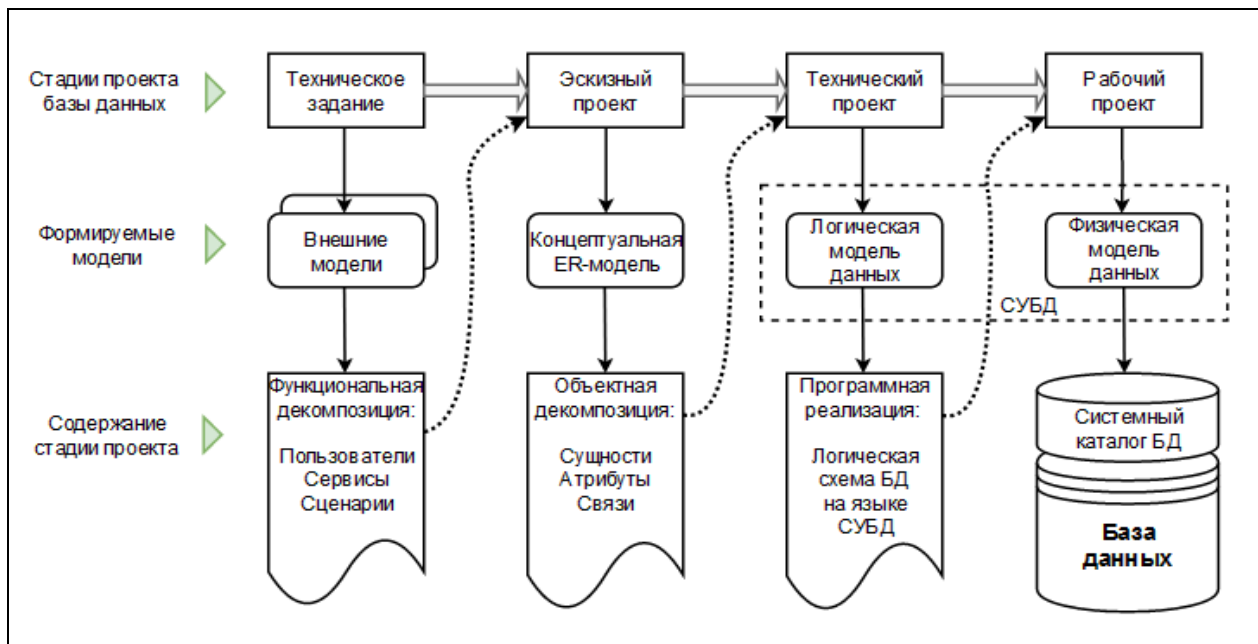 Стадии проекта
базы данных
Техническое
задание
Эскизный
проект
Технический
проект
Рабочий
проект
Формируемые
модели
Внешние
модели
Концептуальная
ER-модель
Логическая
модель
данных
Физическая
модель
данных
СУБД
Содержание
стадии проекта
Функциональная
декомпозиция:
Пользователи
Сервисы
Сценарии
Объектная
декомпозиция:
Сущности
Атрибуты
Связи
Программная
реализация:
Логическая
схема БД
на языке
СУБД
Системный
каталог БД
База
данных